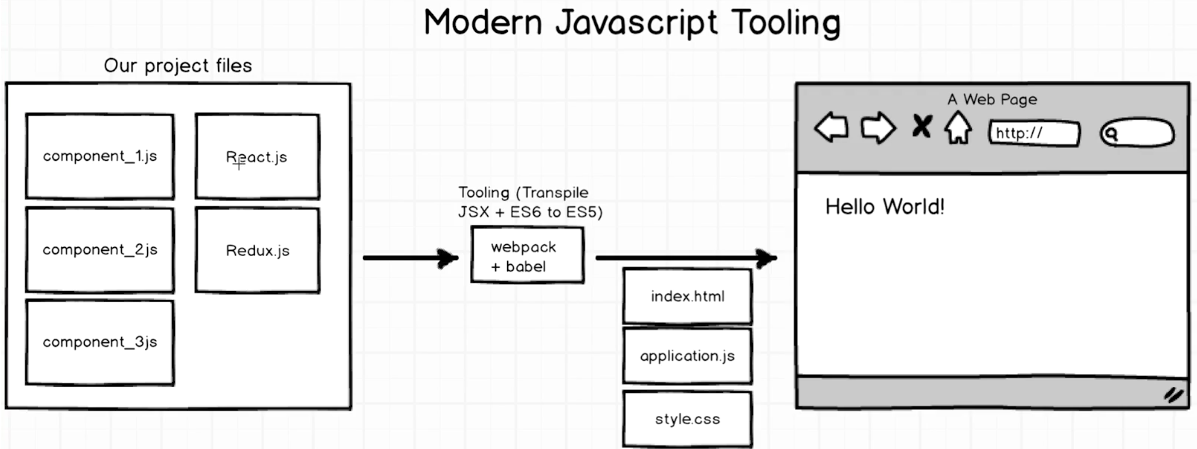 Modern Javascript Tooling
Our project files
component_1.js
React.js
component_2js
Redux.js
component_3js
Tooling (Transpile
JSX + ES6 to ES5)
webpack
+ babel
index.html
application.js
style.css
A Web Page
http://
Hello World!